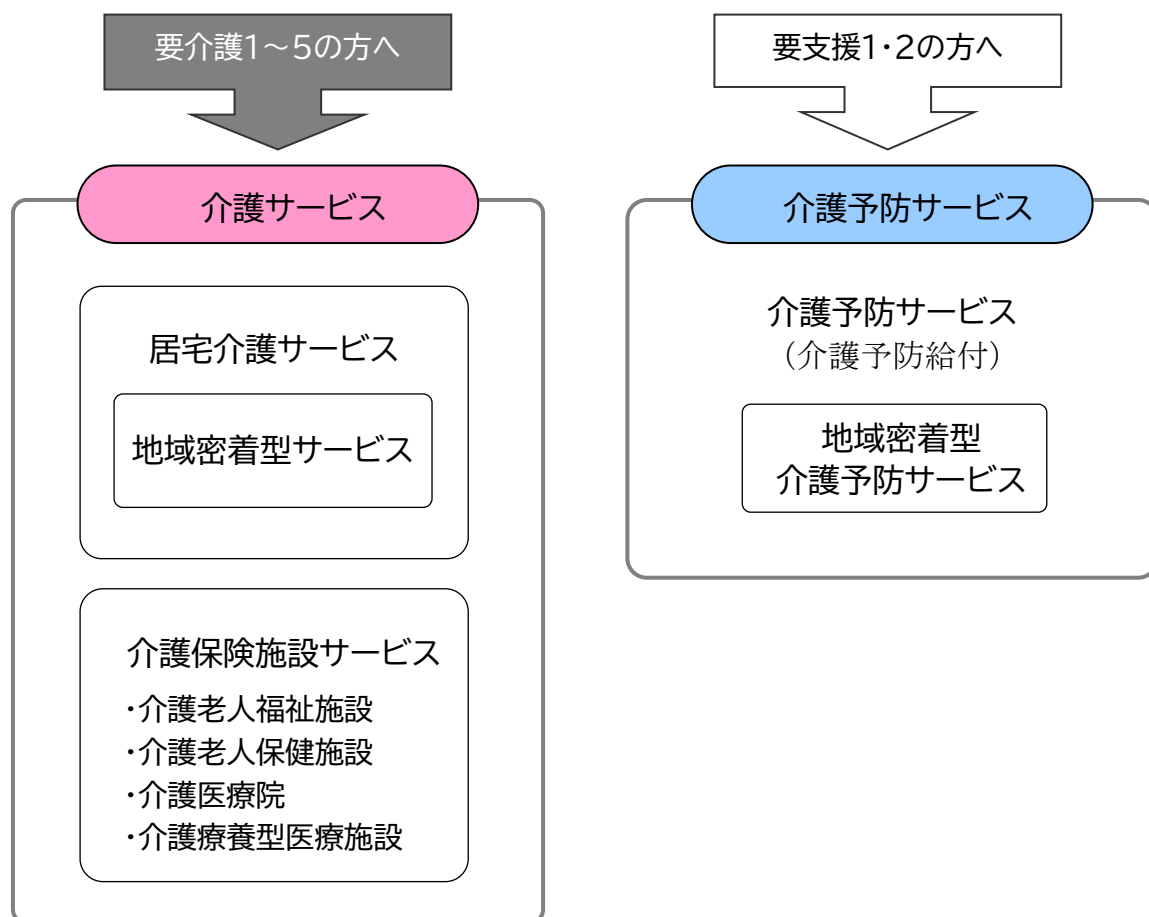 要介護1～5の方へ
介護サービス
居宅介護サービス
地域密着型サービス
介護保険施設サービス
・介護老人福祉施設
・介護老人保健施設
・介護医療院
・介護療養型医療施設
要支援1・2の方へ
介護予防サービス
介護予防サービス
（介護予防給付）
地域密着型
介護予防サービス